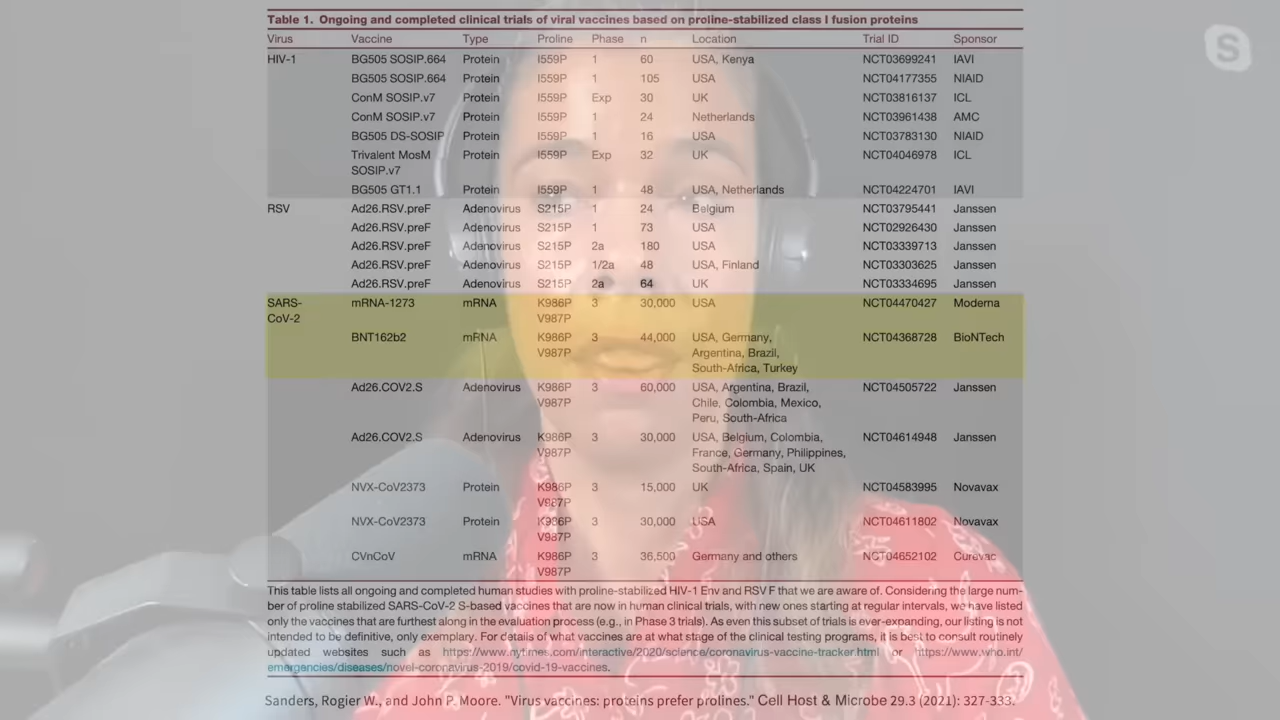 Table 1. Ongoing and completed clinical trials of viral vaccines based on proline-stabilized class I fusion proteins
Virus Vaccine Type Proline Phase n Location Trial ID Sponsor
HIV-1 BG505 SOSIP.664 Protein I559P 1 60 USA, Kenya NCT03699241 IAVI
BG505 SOSIP.664 Protein I559P 1 105 USA NCT04177355 NIAID
ConM SOSIP.v7 Protein I559P Exp 30 UK NCT03816137 ICL
ConM SOSIP.v7 Protein I559P 1 24 Netherlands NCT03961438 AMC
BG505 DS-SOSIP Protein I559P 1 16 USA NCT03783130 NIAID
Trivalent MosM Protein I559P Exp 32 UK NCT04046978 ICL
SOSIP.v7
BG505 GT1.1 Protein I559P 1 48 USA, Netherlands NCT04224701 IAVI
RSV Ad26.RSV.preF Adenovirus S215P 1 24 Belgium NCT03795441 Janssen
Ad26.RSV.preF Adenovirus S215P 1 73 USA NCT02926430 Janssen
Ad26.RSV.preF Adenovirus S215P 2a 180 USA NCT03339713 Janssen
Ad26.RSV.preF Adenovirus S215P 1/2a 48 USA, Finland NCT03303625 Janssen
Ad26.RSV.preF Adenovirus S215P 2a 64 UK NCT03334695 Janssen
SARS- mRNA-1273 mRNA K986P 3 30,000 USA NCT04470427 Moderna
CoV-2 V987P
BNT162b2 mRNA K986P 3 44,000 USA, Germany, NCT04368728 BioNTech
V987P Argentina, Brazil,
South-Africa, Turkey
Ad26.COV2.S Adenovirus K986P 3 60,000 USA, Argentina, Brazil, NCT04505722 Janssen
V987P Chile, Colombia, Mexico,
Peru, South-Africa
Ad26.COV2.S Adenovirus K986P 3 30,000 USA, Belgium, Colombia, NCT04614948 Janssen
V987P France, Germany, Philippines,
South-Africa, Spain, UK
NVX-CoV2373 Protein K986P 3 15,000 UK NCT04583995 Novavax
V987P
NVX-CoV2373 Protein K986P 3 30,000 USA NCT04611802 Novavax
V987P
CVnCoV mRNA K986P 3 36,500 Germany and others NCT04652102 Curevac
V987P
This table lists all ongoing and completed human studies with proline-stabilized HIV-1 Env and RSV F that we are aware of. Considering the large num-
ber of proline stabilized SARS-CoV-2 S-based vaccines that are now in human clinical trials, with new ones starting at regular intervals, we have listed
only the vaccines that are furthest along in the evaluation process (e.g., in Phase 3 trials). As even this subset of trials is ever-expanding, our listing is not
intended to be definitive, only exemplary. For details of what vaccines are at what stage of the clinical testing programs, it is best to consult routinely
updated websites such as https://www.nytimes.com/interactive/2020/science/coronavirus-vaccine-tracker.html or https://www.who.int/
emergencies/diseases/novel-coronavirus-2019/covid-19-vaccines.
Sanders, Rogier W., and John P. Moore. "Virus vaccines: proteins prefer prolines." Cell Host & Microbe 29.3 (2021): 327-333.